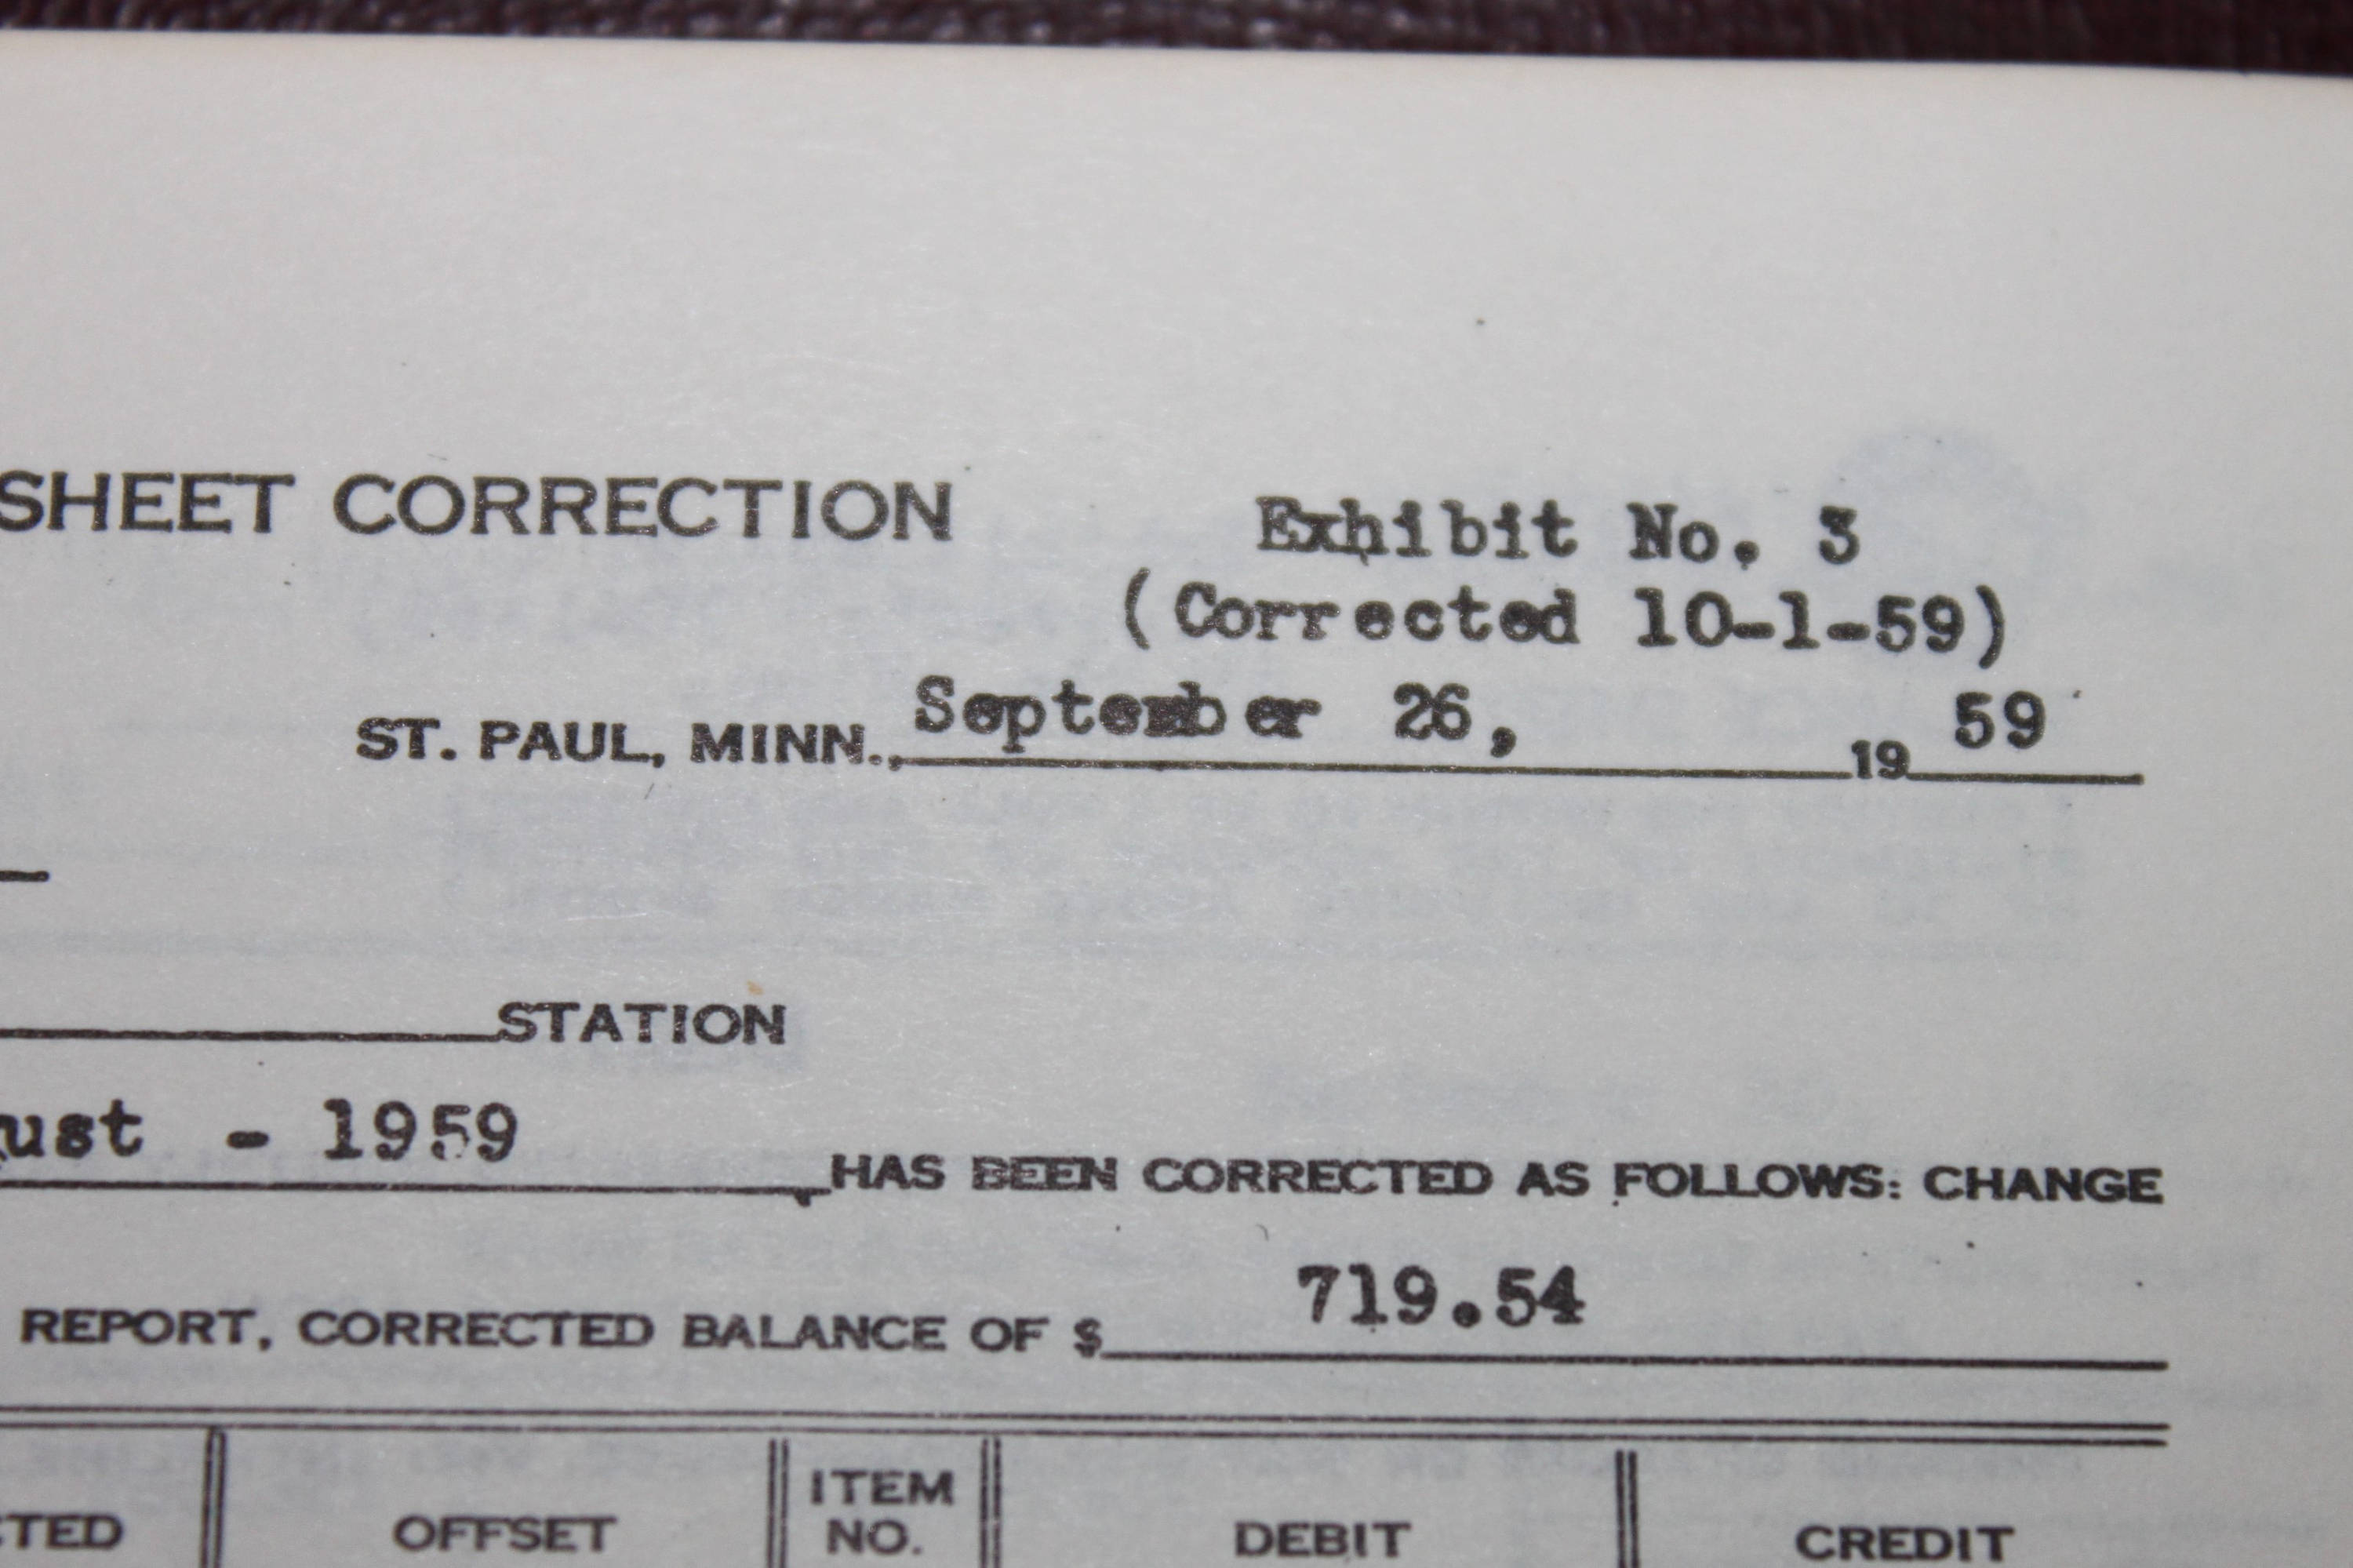 SHEET CORRECTION
Exhibit No. 3
(Corrected 10-1-59)
ST. PAUL, MINN., September 26, 19 59
STATION
ust - 1959 HAS BEEN CORRECTED AS FOLLOWS: CHANGE
REPORT, CORRECTED BALANCE OF $ 719.54
CTED OFFSET ITEM NO. DEBIT CREDIT